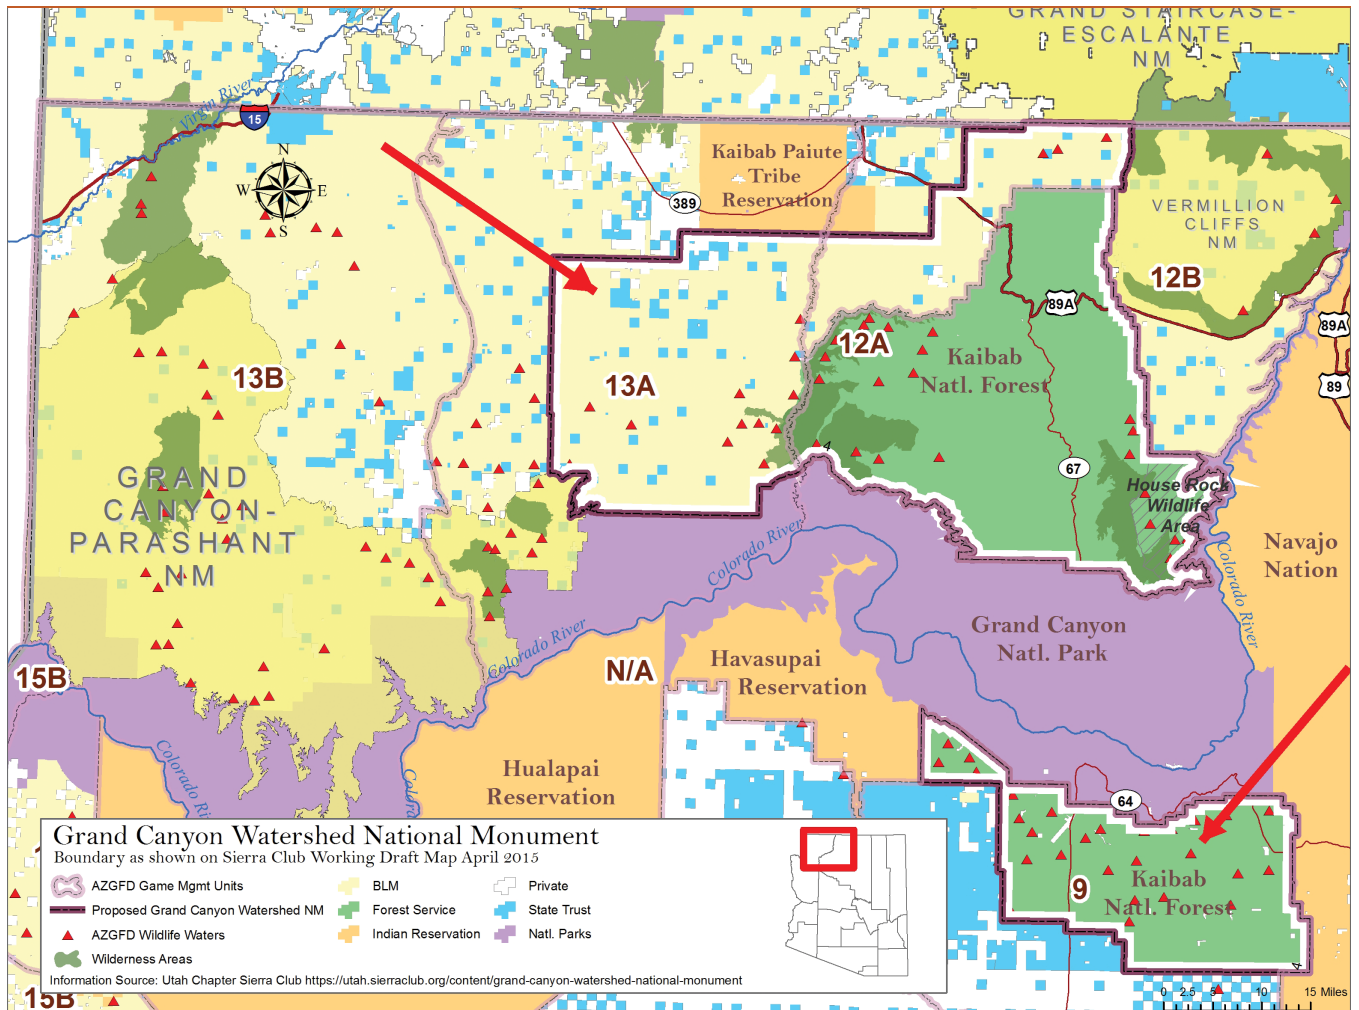 GRAND STAIRCASE-
ESCALANTE
NM
Virgin River
15
N
W E
S
Kaibab Paiute
Tribe
Reservation
389
VERMILLION
CLIFFS
NM
12B
89A
89A
89
12A
Kaibab
Natl. Forest
13B
13A
4
67
House Rock
Wildlife
Area
GRAND
CANYON-
PARASHANT
NM
Colorado River
Navajo
Nation
Colorado River
Colorado River
Grand Canyon
Natl. Park
15B
N/A
Havasupai
Reservation
Colorado River
Hualapai
Reservation
64
9
Kaibab
Natl. Forest
4
Grand Canyon Watershed National Monument
Boundary as shown on Sierra Club Working Draft Map April 2015
AZGFD Game Mgmt Units
BLM
Private
Proposed Grand Canyon Watershed NM
Forest Service
State Trust
AZGFD Wildlife Waters
Indian Reservation
Natl. Parks
Wilderness Areas
Information Source: Utah Chapter Sierra Club https://utah.sierraclub.org/content/grand-canyon-watershed-national-monument
15B
0 2.5 5 10 15 Miles